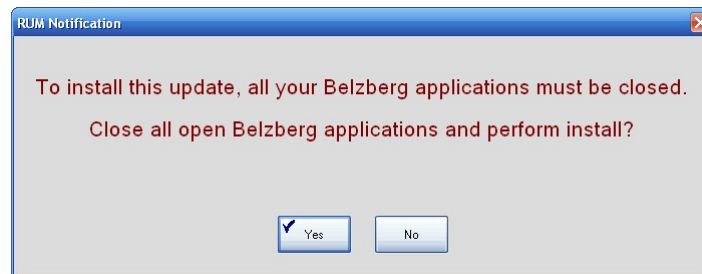 RUM Notification
To install this update, all your Belzberg applications must be closed.
Close all open Belzberg applications and perform install?
Yes
No